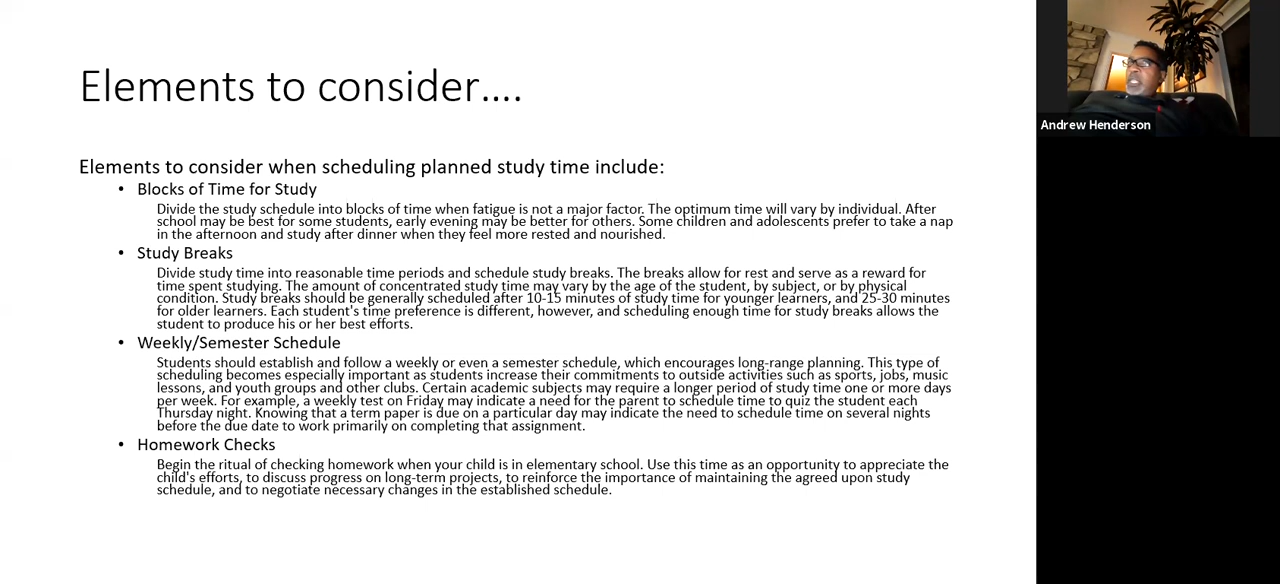 Elements to consider....
Andrew Henderson
Elements to consider when scheduling planned study time include:
• Blocks of Time for Study
Divide the study schedule into blocks of time when fatigue is not a major factor. The optimum time will vary by individual. After
school may be best for some students, early evening may be better for others. Some children and adolescents prefer to take a nap
in the afternoon and study after dinner when they feel more rested and nourished.
• Study Breaks
Divide study time into reasonable time periods and schedule study breaks. The breaks allow for rest and serve as a reward for
time spent studying. The amount of concentrated study time may vary by the age of the student, by subject, or by physical
condition. Study breaks should be generally scheduled after 10-15 minutes of study time for younger learners, and 25-30 minutes
for older learners. Each student's time preference is different, however, and scheduling enough time for study breaks allows the
student to produce his or her best efforts.
• Weekly/Semester Schedule
Students should establish and follow a weekly or even a semester schedule, which encourages long-range planning. This type of
scheduling becomes especially important as students increase their commitments to outside activities such as sports, jobs, music
lessons, and youth groups and other clubs. Certain academic subjects may require a longer period of study time one or more days
per week. For example, a weekly test on Friday may indicate a need for the parent to schedule time to quiz the student each
Thursday night. Knowing that a term paper is due on a particular day may indicate the need to schedule time on several nights
before the due date to work primarily on completing that assignment.
• Homework Checks
Begin the ritual of checking homework when your child is in elementary school. Use this time as an opportunity to appreciate the
child's efforts, to discuss progress on long-term projects, to reinforce the importance of maintaining the agreed upon study
schedule, and to negotiate necessary changes in the established schedule.